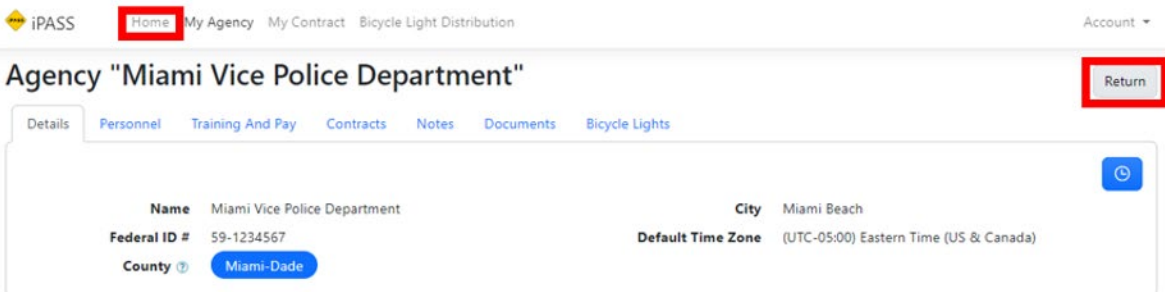 iPASS Home My Agency My Contract Bicycle Light Distribution Account
Agency "Miami Vice Police Department" Return
Details Personnel Training And Pay Contracts Notes Documents Bicycle Lights
Name Miami Vice Police Department City Miami Beach
Federal ID # 59-1234567 Default Time Zone (UTC-05:00) Eastern Time (US & Canada)
County ? Miami-Dade